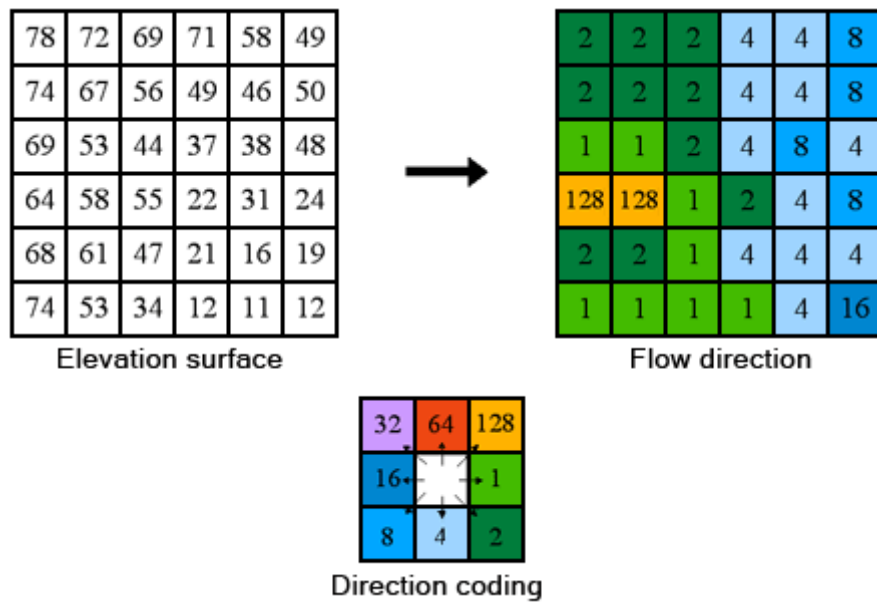 78 72 69 71 58 49 2 2 2 4 4 8
74 67 56 49 46 50 2 2 2 4 4 8
69 53 44 37 38 48 1 1 2 4 8 4
64 58 55 22 31 24 128 128 1 2 4 8
68 61 47 21 16 19 2 2 1 4 4 4
74 53 34 12 11 12 1 1 1 1 4 16
Elevation surface Flow direction
32 64 128
16 1
8 4 2
Direction coding